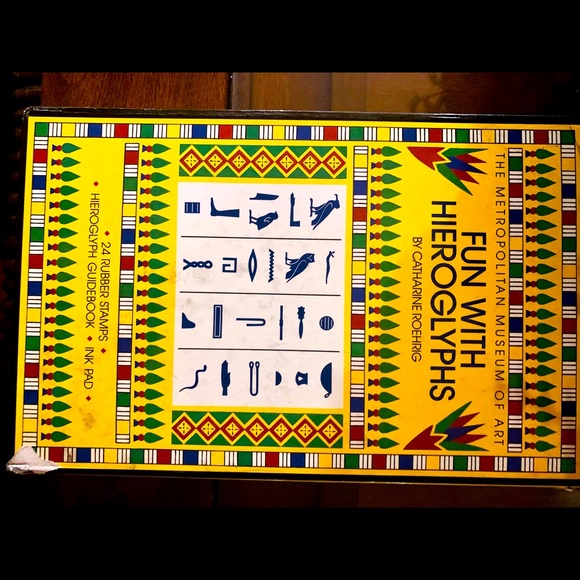 THE METROPOLITAN MUSEUM OF ART
FUN WITH
HIEROGLYPHS
BY CATHARINE ROEHRIG
• 24 RUBBER STAMPS •
HIEROGLYPH GUIDEBOOK • INK PAD •